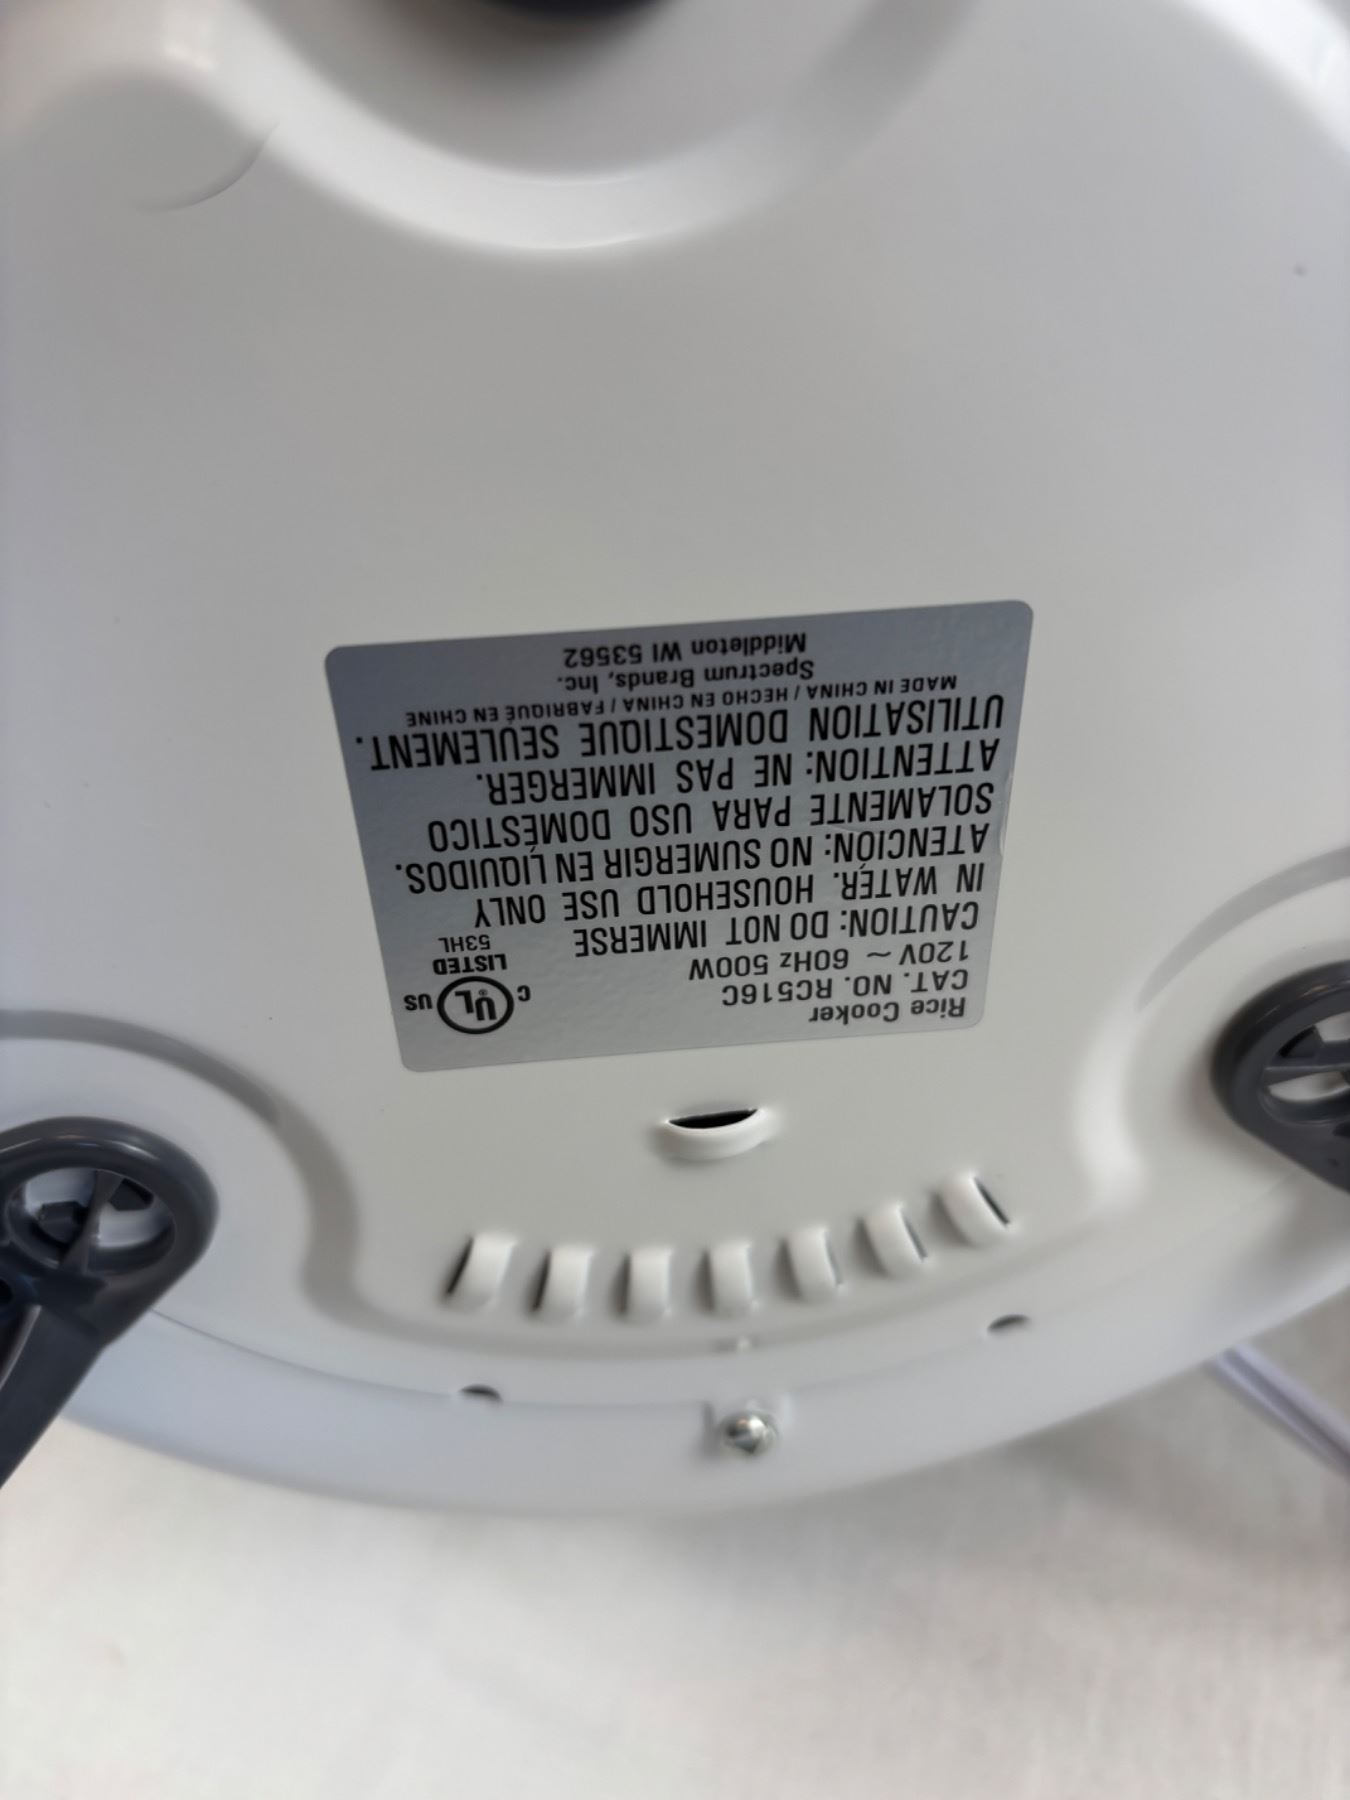 Rice Cooker
CAT. NO. RC516C
120V ~ 60Hz 500W
C UL® US
LISTED
53HL
CAUTION: DO NOT IMMERSE
IN WATER. HOUSEHOLD USE ONLY
ATENCIÓN: NO SUMERGIR EN LÍQUIDOS.
SOLAMENTE PARA USO DOMÉSTICO
ATTENTION: NE PAS IMMERGER.
UTILISATION DOMESTIQUE SEULEMENT.
MADE IN CHINA / HECHO EN CHINA / FABRIQUÉ EN CHINE
Spectrum Brands, Inc.
Middleton WI 53562